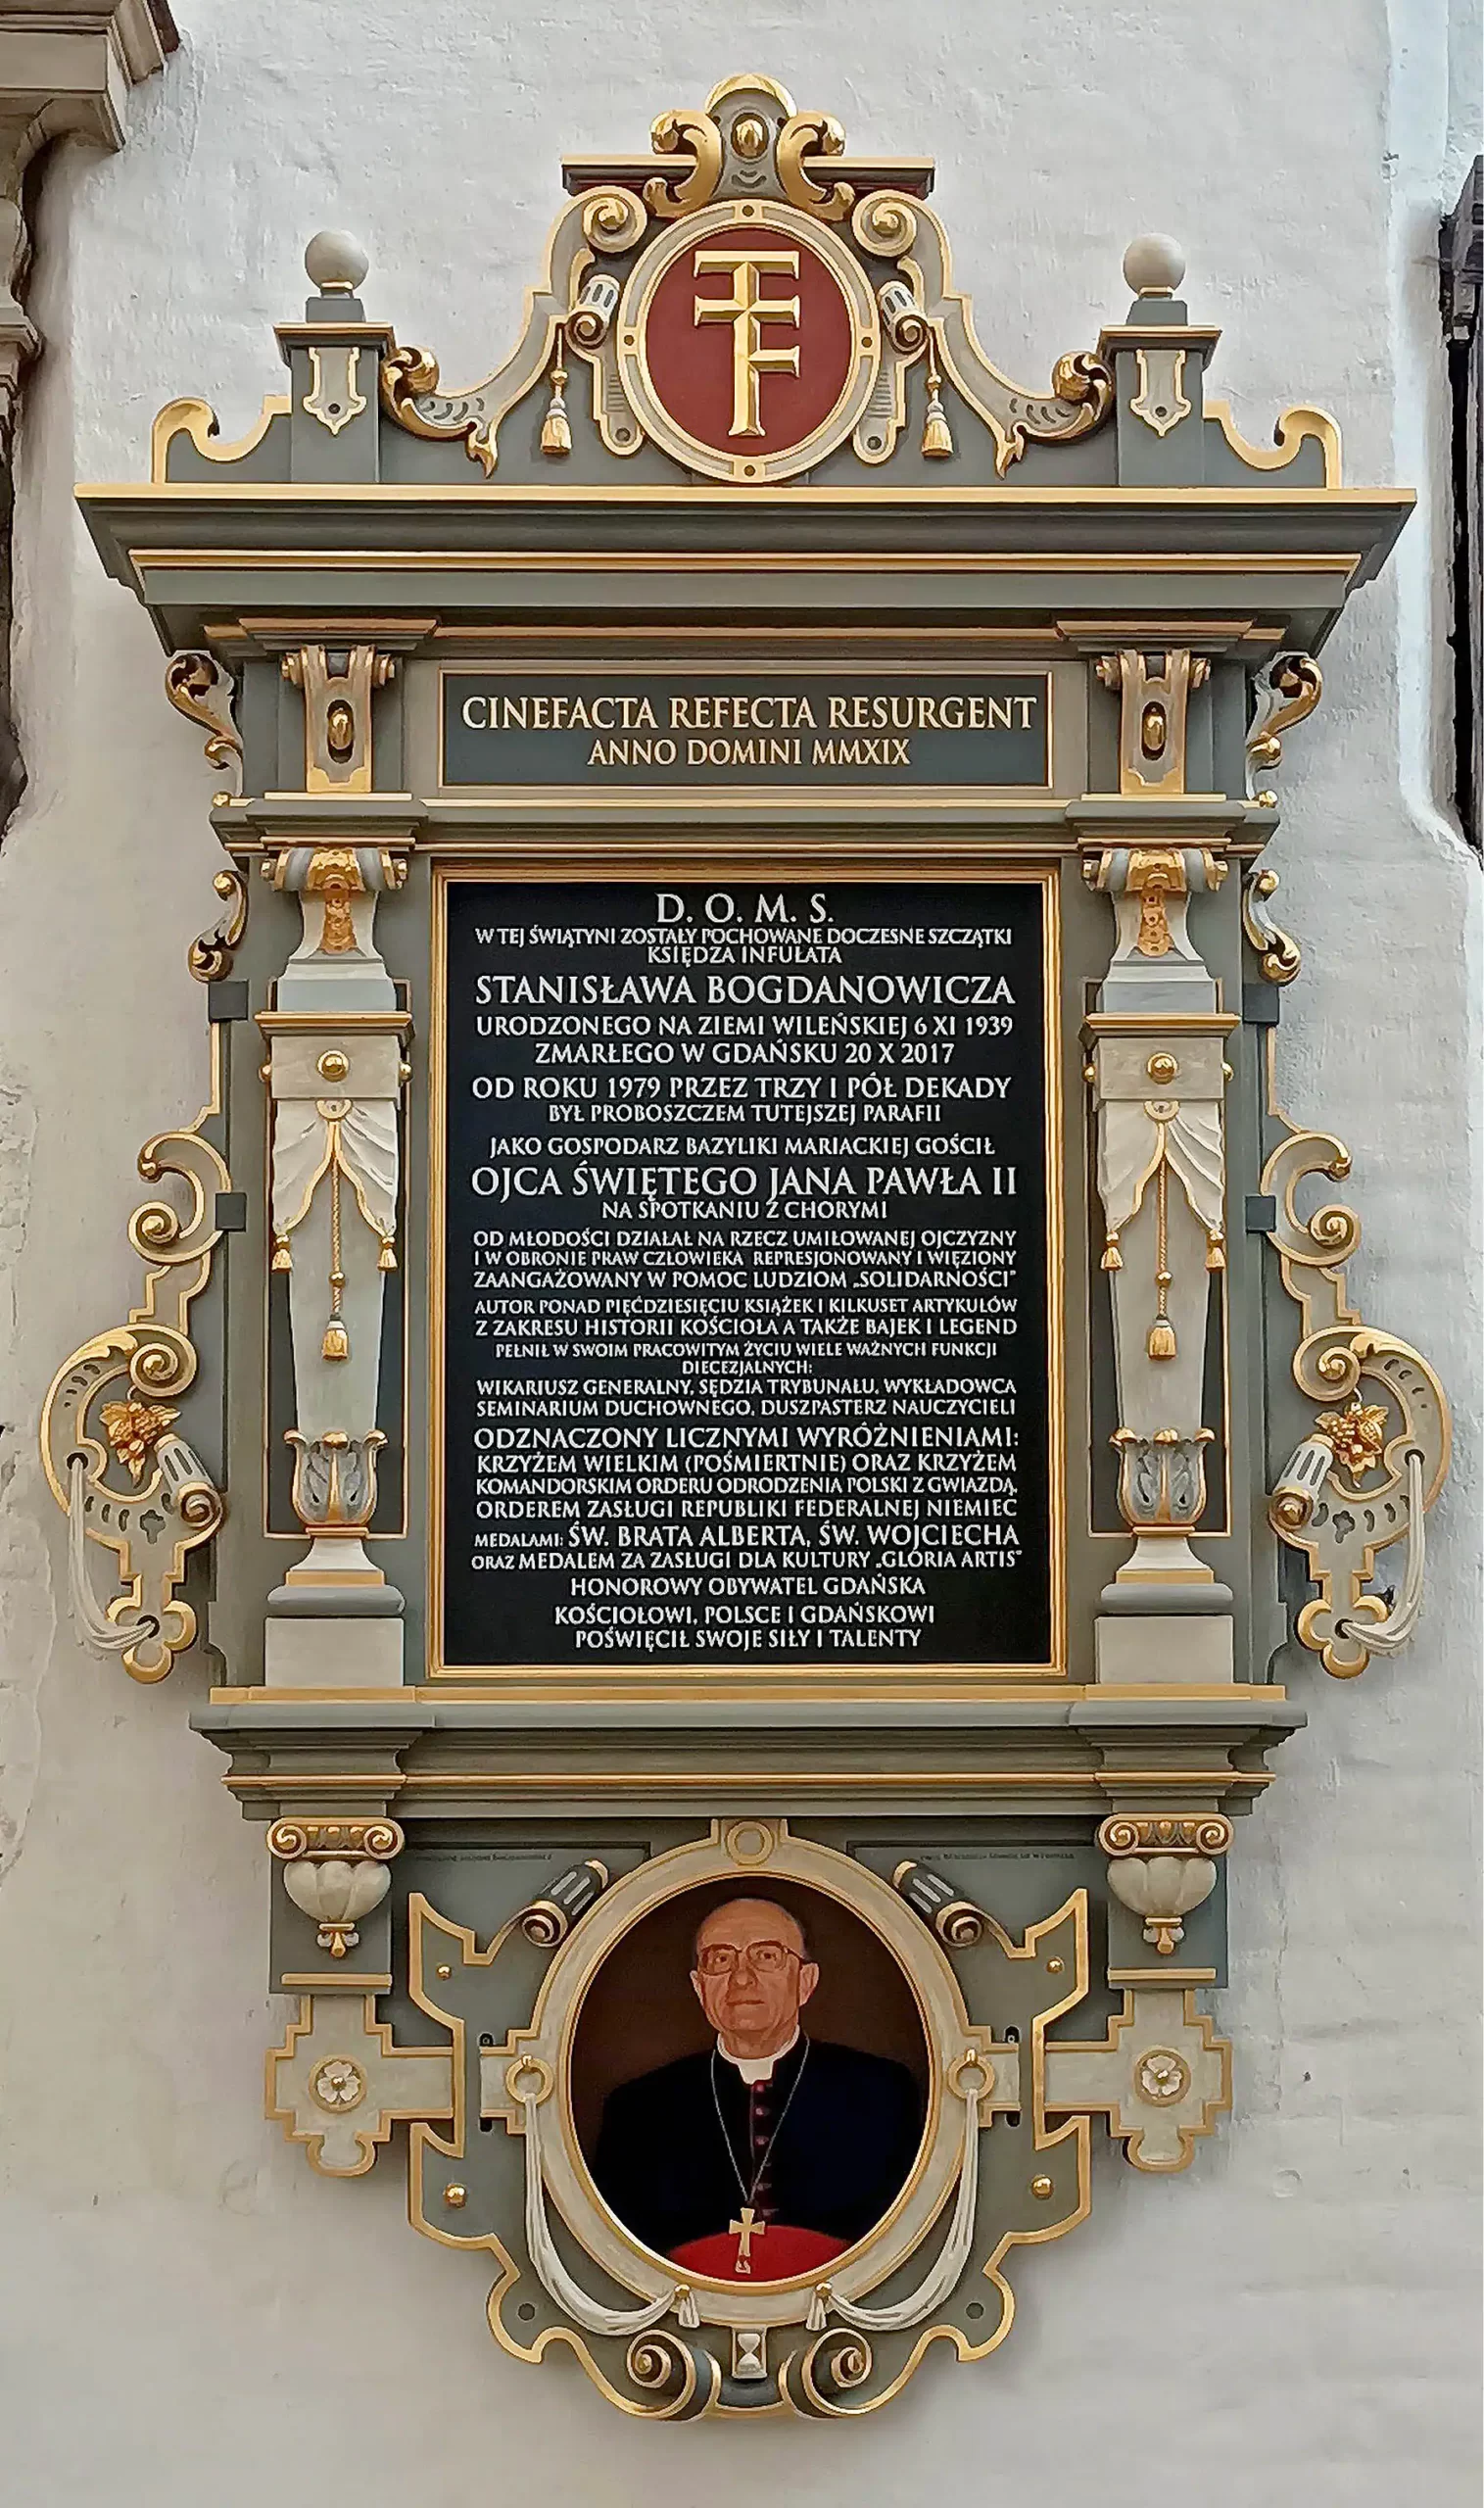 CINEFACTA REFECTA RESURGENT
ANNO DOMINI MMXIX
D. O. M. S.
W TEJ ŚWIĄTYNI ZOSTAŁY POCHOWANE DOCZESNE SZCZĄTKI
KSIĘDZA INFUŁATA
STANISŁAWA BOGDANOWICZA
URODZONEGO NA ZIEMI WILEŃSKIEJ 6 XI 1939
ZMARŁEGO W GDAŃSKU 20 X 2017
OD ROKU 1979 PRZEZ TRZY I PÓŁ DEKADY
BYŁ PROBOSZCZEM TUTEJSZEJ PARAFII
JAKO GOSPODARZ BAZYLIKI MARIACKIEJ GOŚCIŁ
OJCA ŚWIĘTEGO JANA PAWŁA II
NA SPOTKANIU Z CHORYMI
OD MŁODOŚCI DZIAŁAŁ NA RZECZ UMIŁOWANEJ OJCZYZNY
I W OBRONIE PRAW CZŁOWIEKA REPRESJONOWANY I WIĘZIONY
ZAANGAŻOWANY W POMOC LUDZIOM „SOLIDARNOŚCI”
AUTOR PONAD PIĘĆDZIESIĘCIU KSIĄŻEK I KILKUSET ARTYKUŁÓW
Z ZAKRESU HISTORII KOŚCIOŁA A TAKŻE BAJEK I LEGEND
PEŁNIŁ W SWOIM PRACOWITYM ŻYCIU WIELE WAŻNYCH FUNKCJI
DIECEZJALNYCH:
WIKARIUSZ GENERALNY, SĘDZIA TRYBUNAŁU, WYKŁADOWCA
SEMINARIUM DUCHOWNEGO, DUSZPASTERZ NAUCZYCIELI
ODZNACZONY LICZNYMI WYRÓŻNIENIAMI:
KRZYŻEM WIELKIM (POŚMIERTNIE) ORAZ KRZYŻEM
KOMANDORSKIM ORDERU ODRODZENIA POLSKI Z GWIAZDĄ,
ORDEREM ZASŁUGI REPUBLIKI FEDERALNEJ NIEMIEC
MEDALAMI: ŚW. BRATA ALBERTA, ŚW. WOJCIECHA
ORAZ MEDALEM ZA ZASŁUGI DLA KULTURY „GLORIA ARTIS”
HONOROWY OBYWATEL GDAŃSKA
KOŚCIOŁOWI, POLSCE I GDAŃSKOWI
POŚWIĘCIŁ SWOJE SIŁY I TALENTY